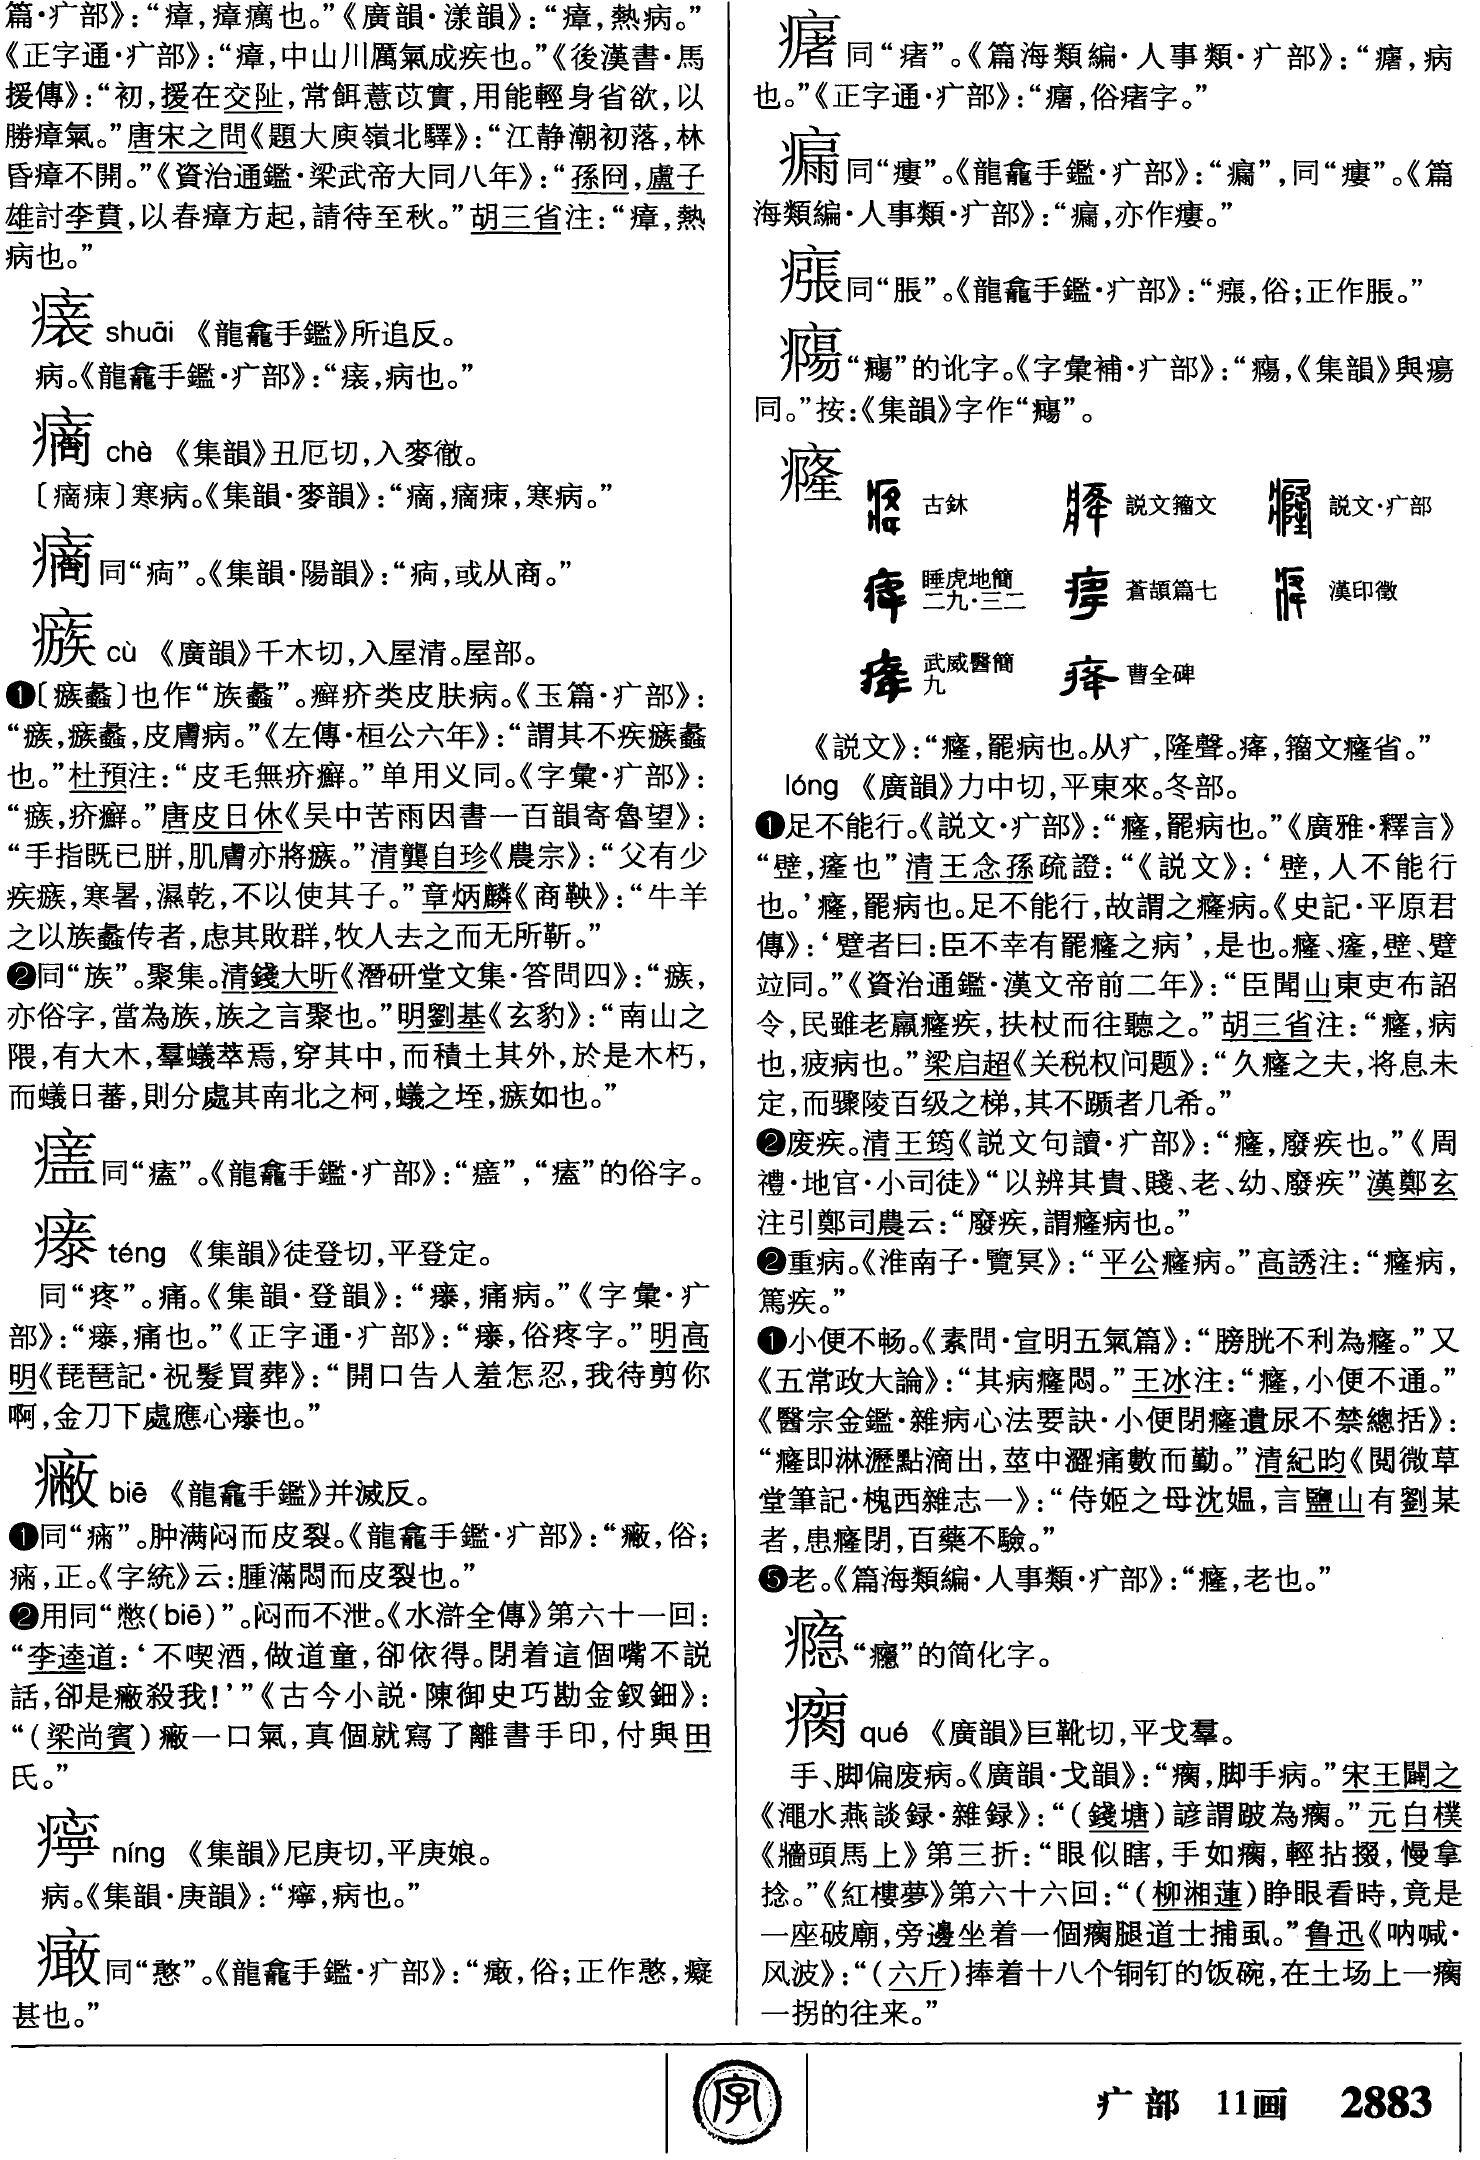 篇·疒部》：“瘴，瘴癘也。”《廣韻·漾韻》：“瘴，熱病。”
《正字通·疒部》：“瘴，中山川厲氣成疾也。”《後漢書·馬
援傳》：“初，援在交阯，常餌薏苡實，用能輕身省欲，以
勝瘴氣。”唐宋之問《題大庾嶺北驛》：“江静潮初落，林
昏瘴不開。”《資治通鑑·梁武帝大同八年》：“孫冏，盧子
雄討李賁，以春瘴方起，請待至秋。”胡三省注：“瘴，熱
病也。”
shuāi 《龍龕手鑑》所追反。
病。《龍龕手鑑·疒部》：“，病也。”
chè 《集韻》丑厄切，入麥徹。
寒病。《集韻·麥韻》：“，寒病。”
同“”。《集韻·陽韻》：“，或从商。”
瘯 cù 《廣韻》千木切，入屋清。屋部。
❶〔瘯蠡〕也作“族蠡”。癣疥类皮肤病。《玉篇·疒部》：
“瘯，瘯蠡，皮膚病。”《左傳·桓公六年》：“謂其不疾瘯蠡
也。”杜預注：“皮毛無疥癬。”单用义同。《字彙·疒部》：
“瘯，疥癬。”唐皮日休《吴中苦雨因書一百韻寄魯望》：
“手指既已胼，肌膚亦將瘯。”清龔自珍《農宗》：“父有少
疾瘯，寒暑，濕乾，不以使其子。”章炳麟《商鞅》：“牛羊
之以族蠡传者，虑其敗群，牧人去之而无所靳。”
❷同“族”。聚集。清錢大昕《潛研堂文集·答問四》：“瘯，
亦俗字，當為族，族之言聚也。”明劉基《玄豹》：“南山之
隈，有大木，羣蟻萃焉，穿其中，而積土其外，於是木朽，
而蟻日蕃，則分處其南北之柯，蟻之垤，瘯如也。”
同“”。《龍龕手鑑·疒部》：“”，“”的俗字。
téng 《集韻》徒登切，平登定。
同“疼”。痛。《集韻·登韻》：“，痛病。”《字彙·疒
部》：“，痛也。”《正字通·疒部》：“，俗疼字。”明高
明《琵琶記·祝髮買葬》：“開口告人羞怎忍，我待剪你
啊，金刀下處應心也。”
biē 《龍龕手鑑》并滅反。
❶同“”。肿满闷而皮裂。《龍龕手鑑·疒部》：“，俗；
，正。《字統》云：腫滿悶而皮裂也。”
❷用同“憋(biē)”。闷而不泄。《水滸全傳》第六十一回：
“李逵道：‘不喫酒，做道童，卻依得。閉着這個嘴不説
話，卻是殺我！’”《古今小説·陳御史巧勘金釵鈿》：
“(梁尚賓)一口氣，真個就寫了離書手印，付與田
氏。”
níng 《集韻》尼庚切，平庚娘。
病。《集韻·庚韻》：“，病也。”
同“憨”。《龍龕手鑑·疒部》：“，俗；正作憨，癡
甚也。”
同“瘏”。《篇海類編·人事類·疒部》：“，病
也。”《正字通·疒部》：“，俗瘏字。”
同“瘻”。《龍龕手鑑·疒部》：“”，同“瘻”。《篇
海類編·人事類·疒部》：“，亦作瘻。”
同“脹”。《龍龕手鑑·疒部》：“，俗；正作脹。”
“”的讹字。《字彙補·疒部》：“，《集韻》與瘍
同。”按：《集韻》字作“”。
癃
古鉥
説文籀文
説文·疒部
睡虎地簡
二九·三二
蒼頡篇七
漢印徵
武威醫簡
九
曹全碑
《説文》：“癃，罷病也。从疒，隆聲。㾖，籀文癃省。”
lóng 《廣韻》力中切，平東來。冬部。
❶足不能行。《説文·疒部》：“癃，罷病也。”《廣雅·釋言》
“躄，𤸇也”清王念孫疏證：“《説文》：‘，人不能行
也。’癃，罷病也。足不能行，故謂之癃病。《史記·平原君
傳》：‘躄者曰：臣不幸有罷癃之病’，是也。
竝同。”《資治通鑑·漢文帝前二年》：“臣聞山東吏布詔
令，民雖老羸癃疾，扶杖而往聽之。”胡三省注：“癃，病
也，疲病也。”梁启超《关税权问题》：“久癃之夫，将息未
定，而骤陵百级之梯，其不踬者几希。”
❷废疾。清王筠《説文句讀·疒部》：“癃，廢疾也。”《周
禮·地官·小司徒》“以辨其貴、賤、老、幼、廢疾”漢鄭玄
注引鄭司農云：“廢疾，謂癃病也。”
❷重病。《淮南子·覽冥》：“平公癃病。”高誘注：“癃病，
篤疾。”
❶小便不畅。《素問·宣明五氣篇》：“膀胱不利為癃。”又
《五常政大論》：“其病癃悶。”王冰注：“癃，小便不通。”
《醫宗金鑑·雜病心法要訣·小便閉癃遺尿不禁總括》：
“癃即淋瀝點滴出，莖中澀痛數而勤。”清紀昀《閱微草
堂筆記·槐西雜志一》：“侍姬之母沈媪，言鹽山有劉某
者，患癃閉，百藥不驗。”
❺老。《篇海類編·人事類·疒部》：“癃，老也。”
瘾“癮”的简化字。
瘸 qué 《廣韻》巨靴切，平戈羣。
手、脚偏废病。《廣韻·戈韻》：“瘸，脚手病。”宋王闢之
《澠水燕談録·雜録》：“(錢塘)諺謂跛為瘸。”元白樸
《牆頭馬上》第三折：“眼似瞎，手如瘸，輕拈掇，慢拿
捻。”《紅樓夢》第六十六回：“(柳湘蓮)睁眼看時，竟是
一座破廟，旁邊坐着一個瘸腿道士捕虱。”鲁迅《呐喊·
风波》：“(六斤)捧着十八个铜钉的饭碗，在土场上一瘸
一拐的往来。”
字
疒部 11画 2883